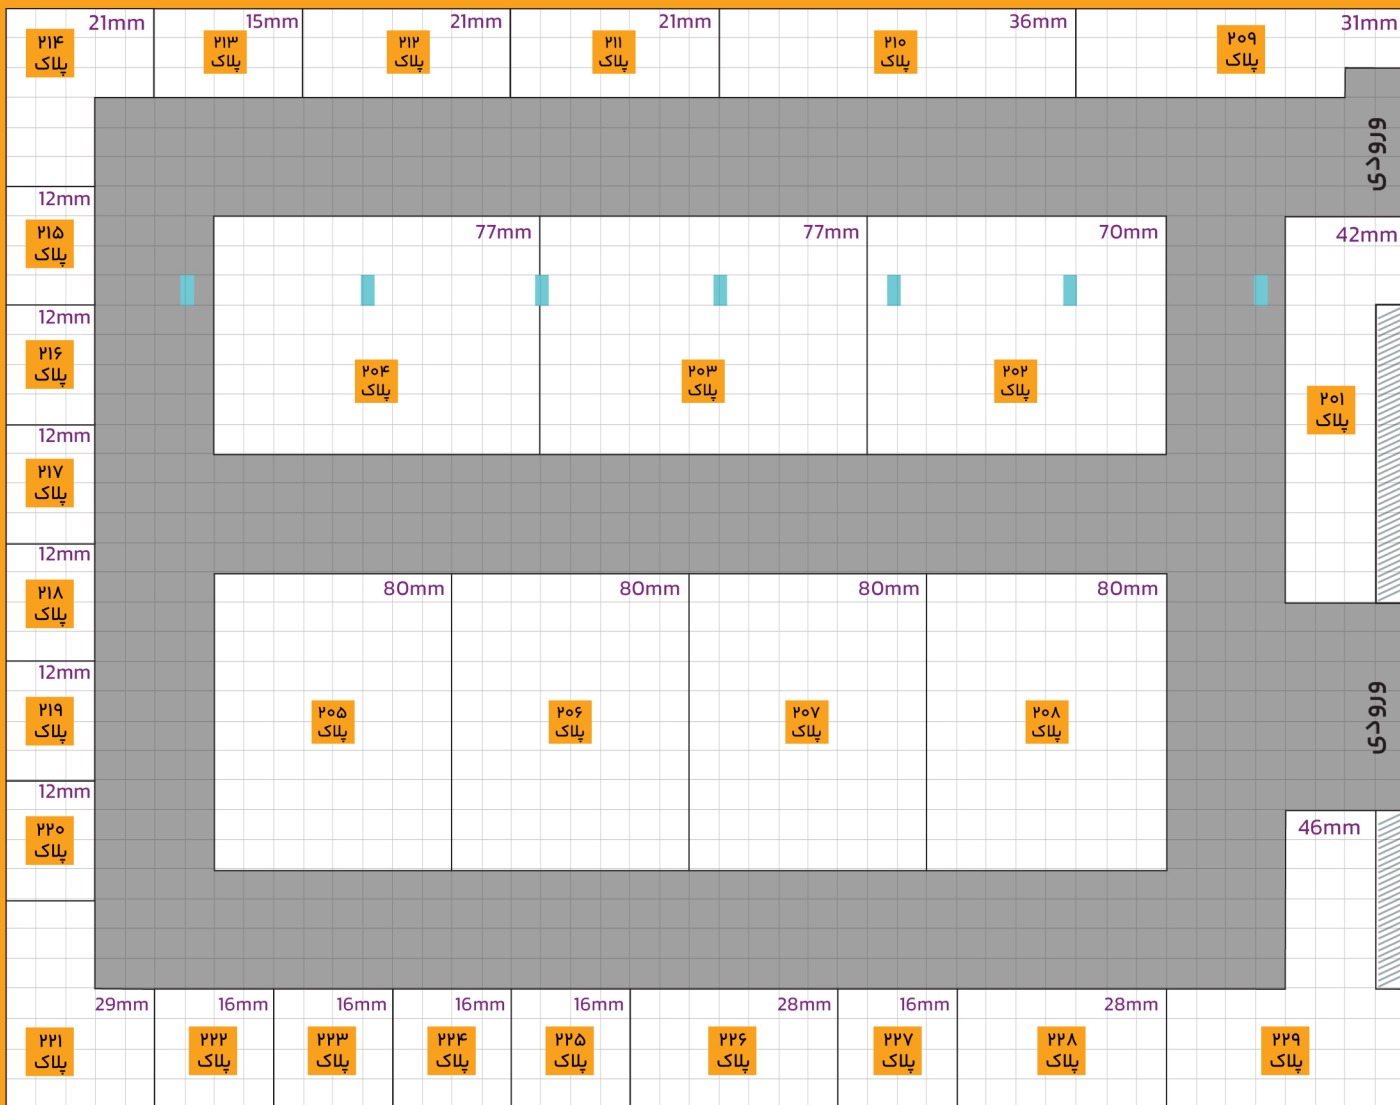 21mm
۲۱۴
پلاک
15mm
۲۱۳
پلاک
21mm
۲۱۲
پلاک
21mm
۲۱۱
پلاک
36mm
۲۱۰
پلاک
31mm
۲۰۹
پلاک
ورودی
12mm
۲۱۵
پلاک
77mm
۲۰۴
پلاک
77mm
۲۰۳
پلاک
70mm
۲۰۲
پلاک
42mm
۲۰۱
پلاک
12mm
۲۱۶
پلاک
12mm
۲۱۷
پلاک
12mm
۲۱۸
پلاک
80mm
۲۰۵
پلاک
80mm
۲۰۶
پلاک
80mm
۲۰۷
پلاک
80mm
۲۰۸
پلاک
ورودی
12mm
۲۱۹
پلاک
12mm
۲۲۰
پلاک
46mm
29mm
۲۲۱
پلاک
16mm
۲۲۲
پلاک
16mm
۲۲۳
پلاک
16mm
۲۲۴
پلاک
16mm
۲۲۵
پلاک
28mm
۲۲۶
پلاک
16mm
۲۲۷
پلاک
28mm
۲۲۸
پلاک
۲۲۹
پلاک